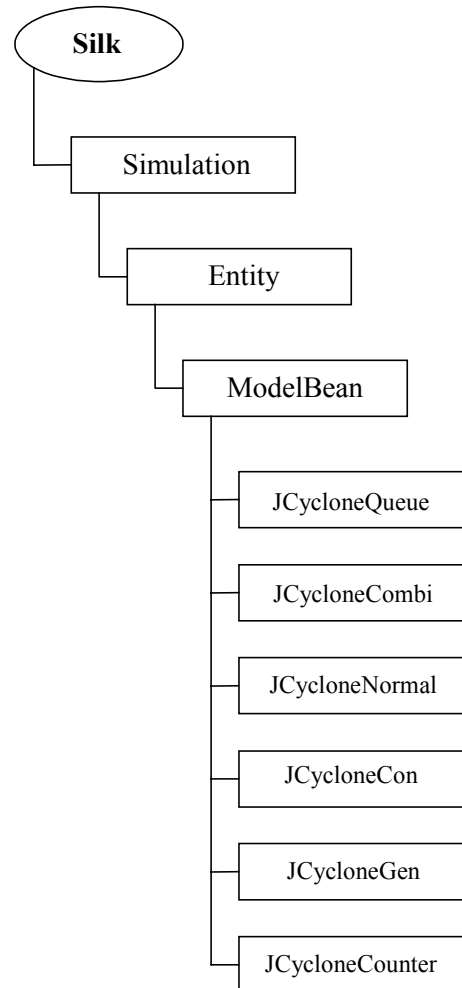 Silk
Simulation
Entity
ModelBean
JCycloneQueue
JCycloneCombi
JCycloneNormal
JCycloneCon
JCycloneGen
JCycloneCounter